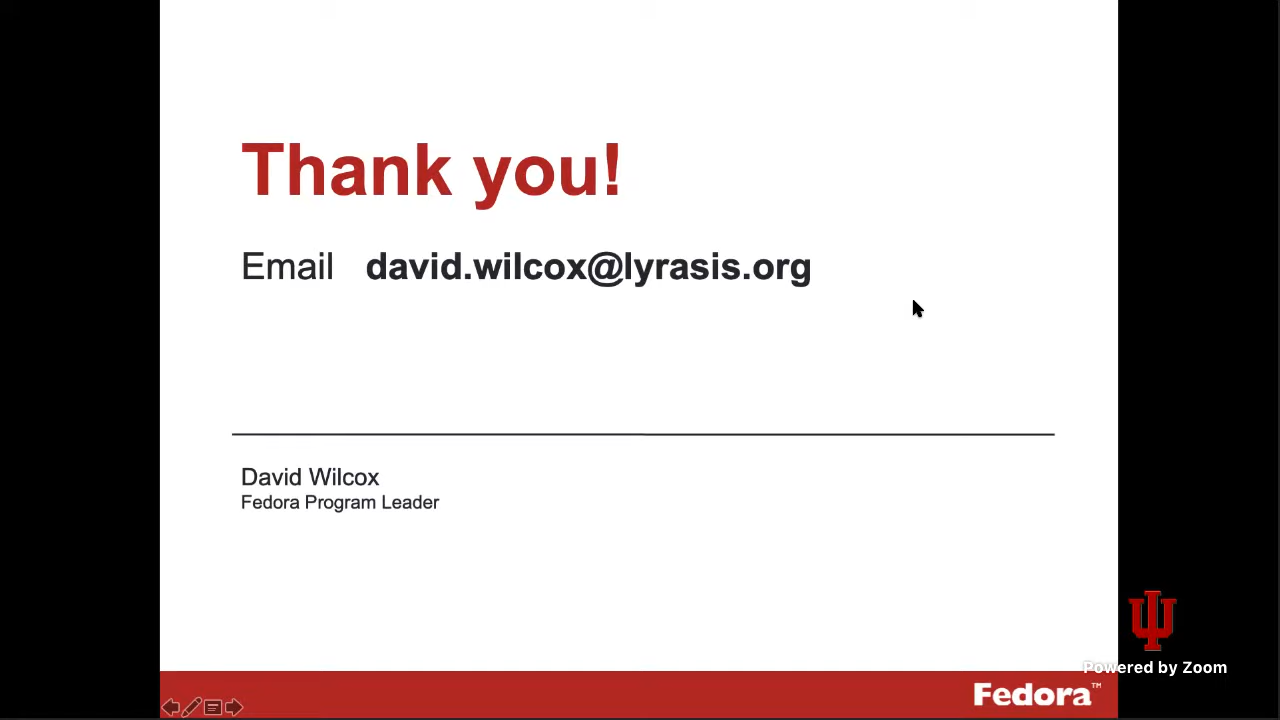 Thank you!
Email david.wilcox@lyrasis.org
David Wilcox
Fedora Program Leader
Powered by Zoom
Fedora™